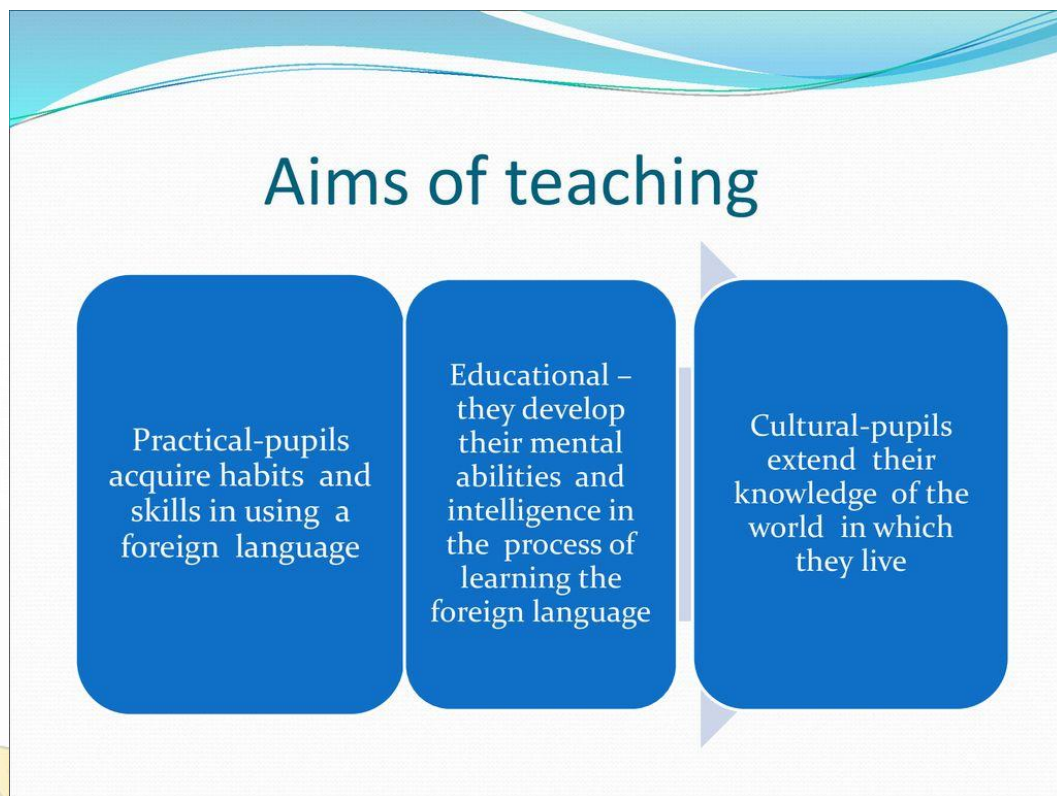 Aims of teaching
Practical-pupils
acquire habits and
skills in using a
foreign language
Educational –
they develop
their mental
abilities and
intelligence in
the process of
learning the
foreign language
Cultural-pupils
extend their
knowledge of the
world in which
they live